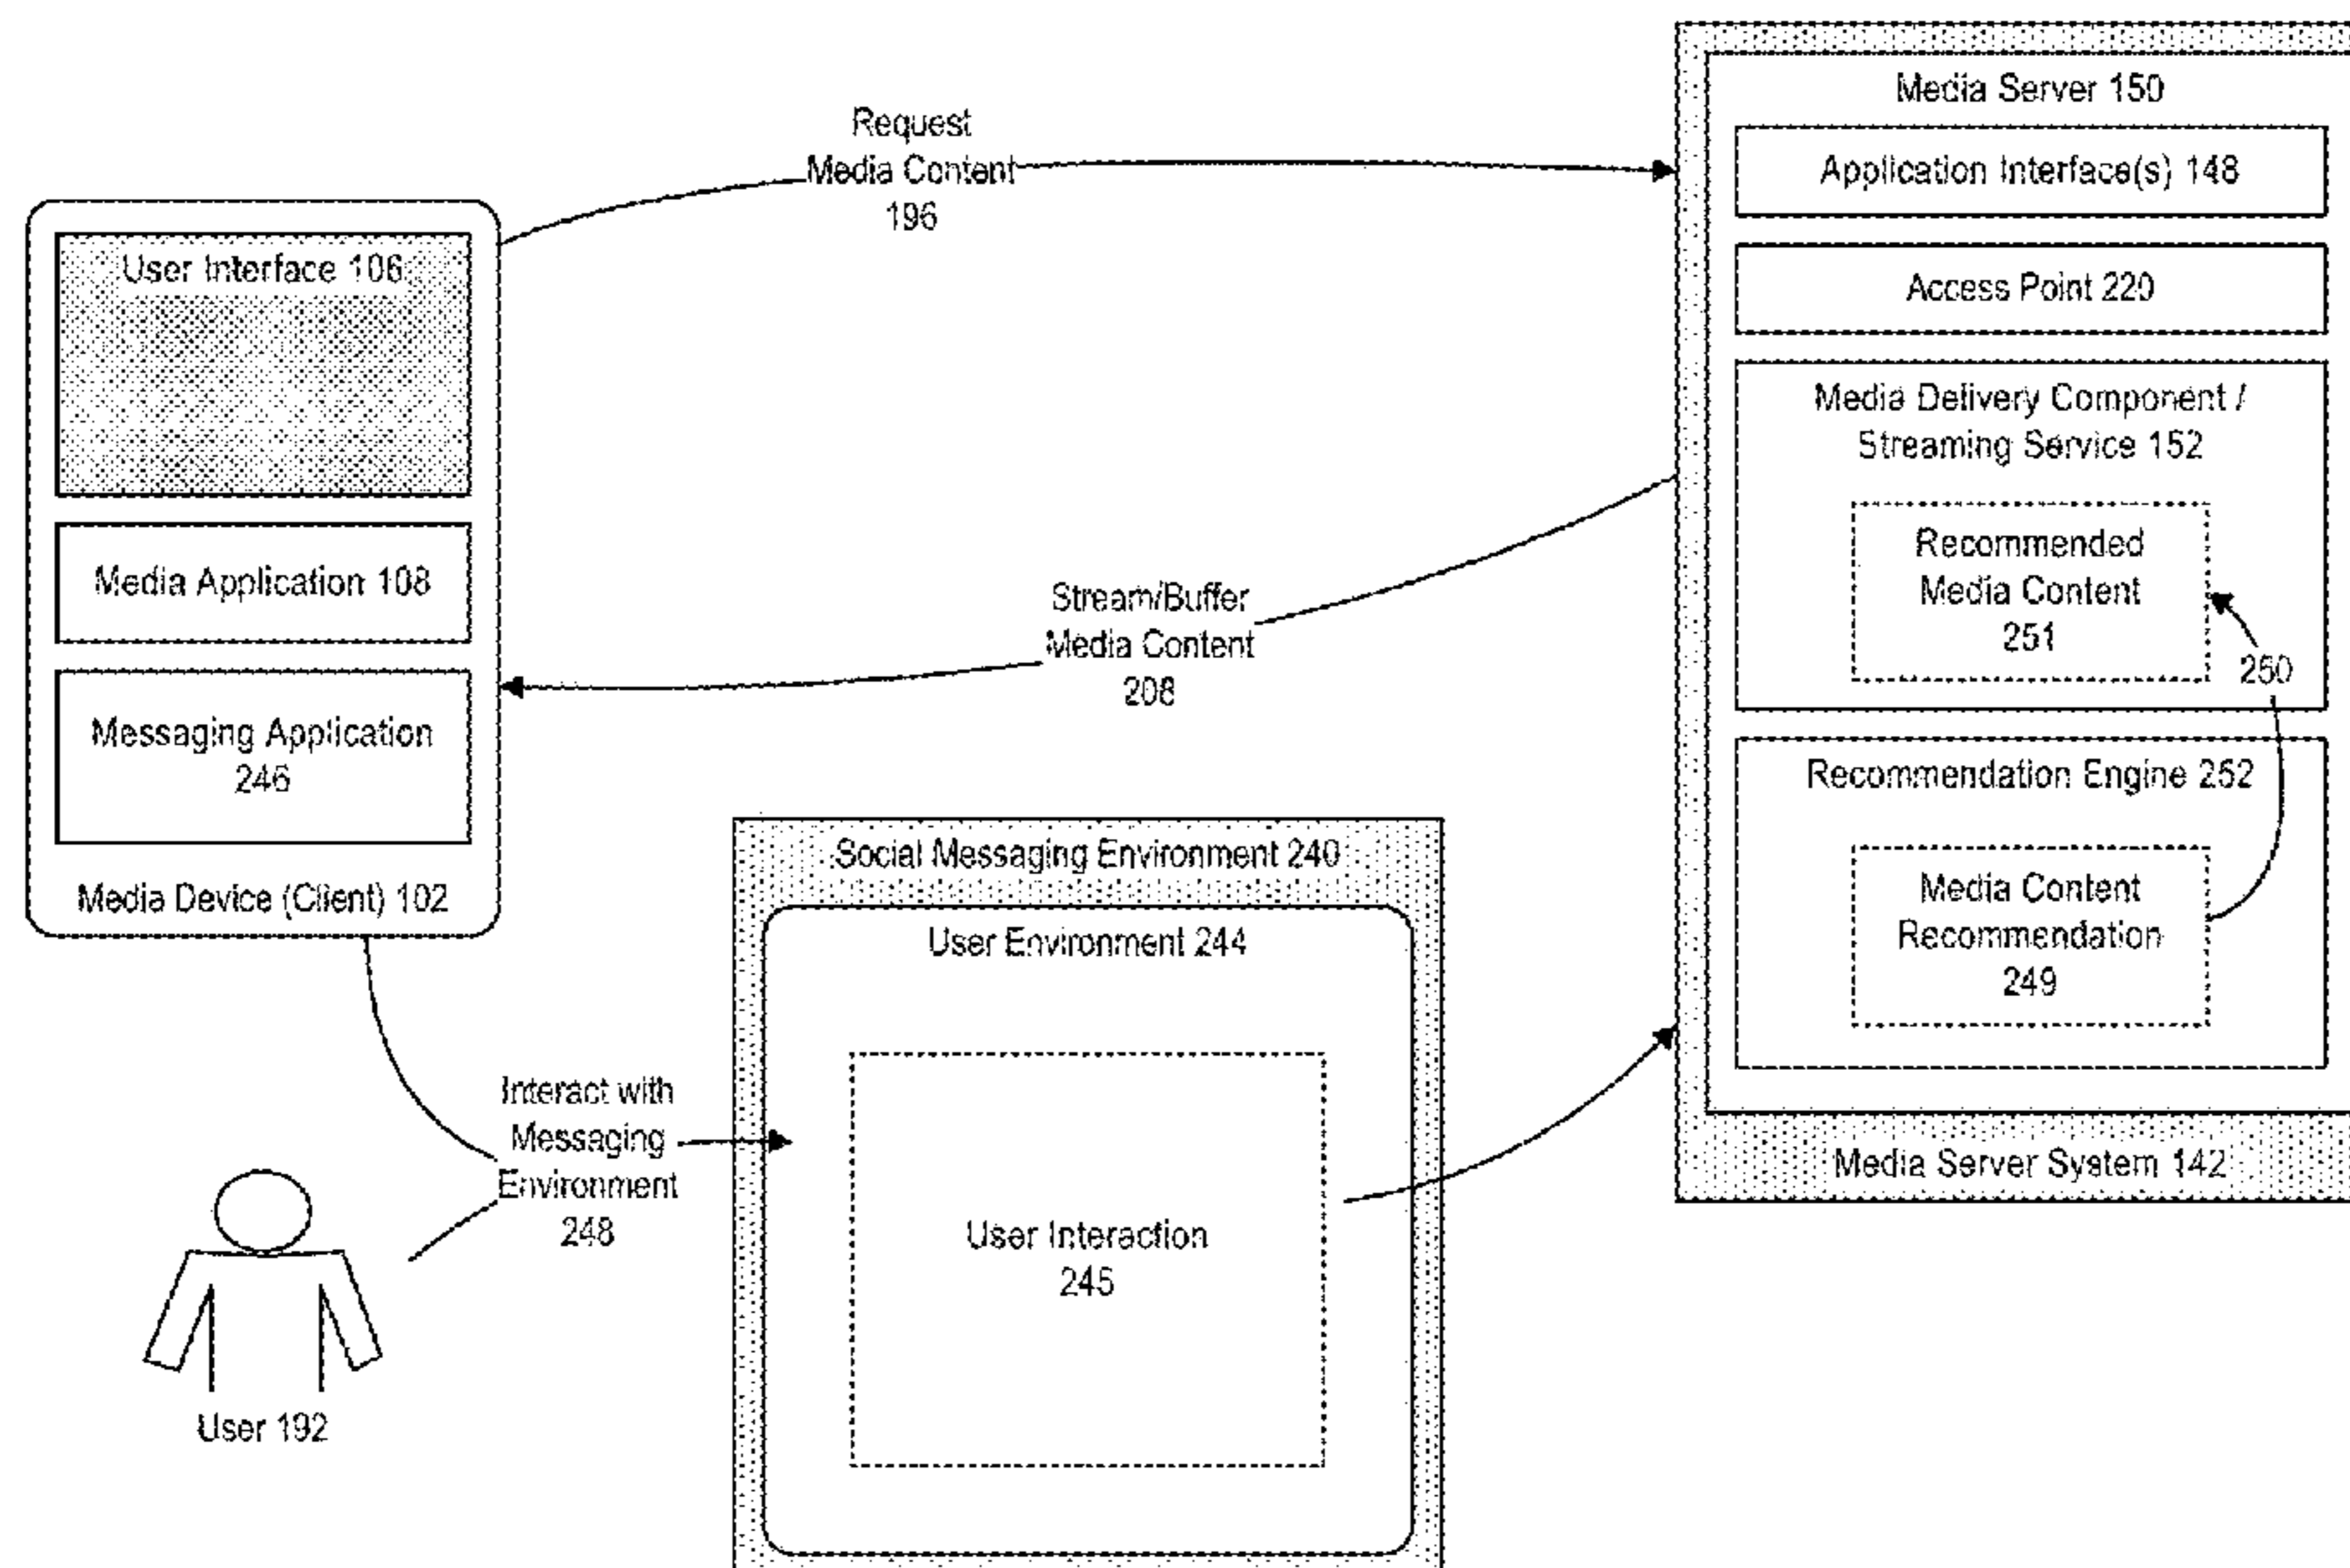 Request
Media Content
196
User Interface 106
Media Application 108
Messaging Application
246
Media Device (Client) 102
Stream/Buffer
Media Content
208
Interact with
Messaging
Environment
248
User 192
Social Messaging Environment 240
User Environment 244
User Interaction
245
Media Server 150
Application Interface(s) 148
Access Point 220
Media Delivery Component /
Streaming Service 152
Recommended
Media Content
251
250
Recommendation Engine 252
Media Content
Recommendation
249
Media Server System 142